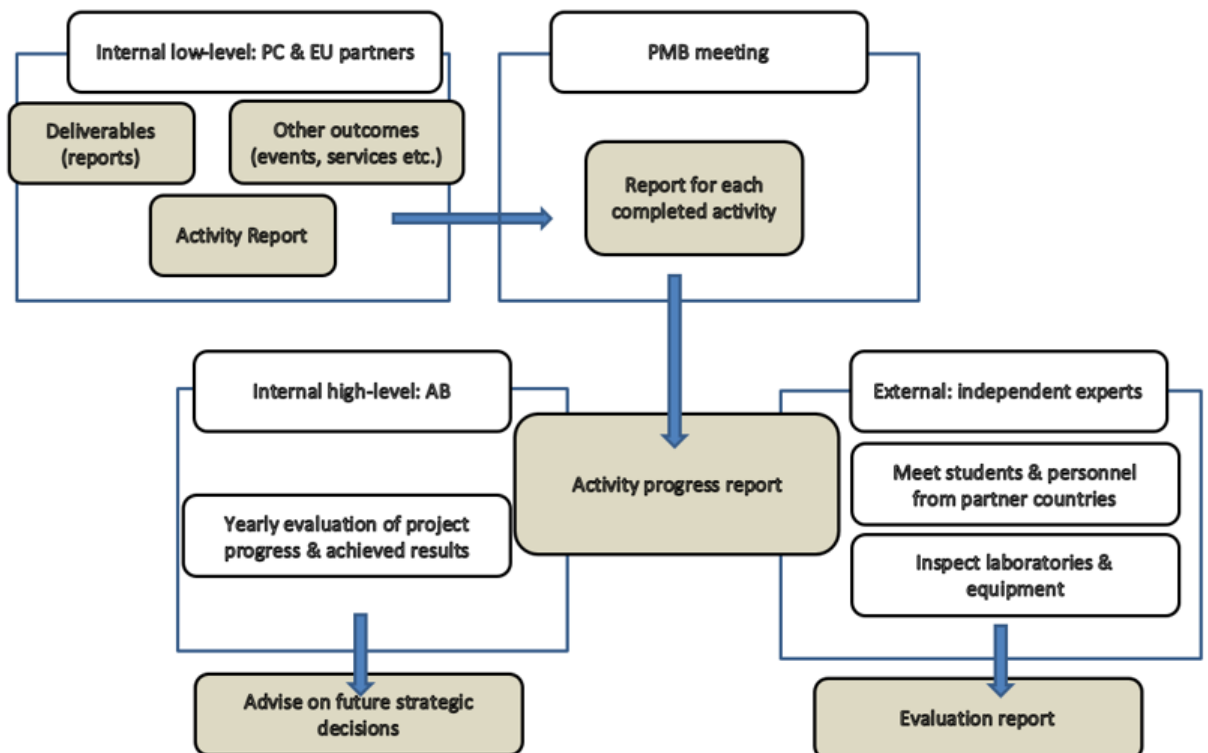 Internal low-level: PC & EU partners
PMB meeting
Deliverables
(reports)
Other outcomes
(events, services etc.)
Activity Report
Report for each
completed activity
Internal high-level: AB
External: independent experts
Activity progress report
Meet students & personnel
from partner countries
Yearly evaluation of project
progress & achieved results
Inspect laboratories &
equipment
Advise on future strategic
decisions
Evaluation report